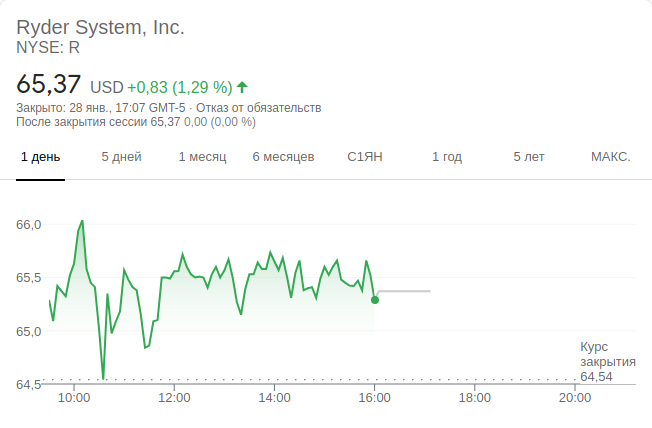 Ryder System, Inc.
NYSE: R
65,37 USD +0,83 (1,29 %)
Закрыто: 28 янв., 17:07 GMT-5 · Отказ от обязательств
После закрытия сессии 65,37 0,00 (0,00 %)
1 день 5 дней 1 месяц 6 месяцев С1ЯН 1 год 5 лет МАКС.
66,0
65,5
65,0
Курс
закрытия
64,54
64,5
10:00 12:00 14:00 16:00 18:00 20:00